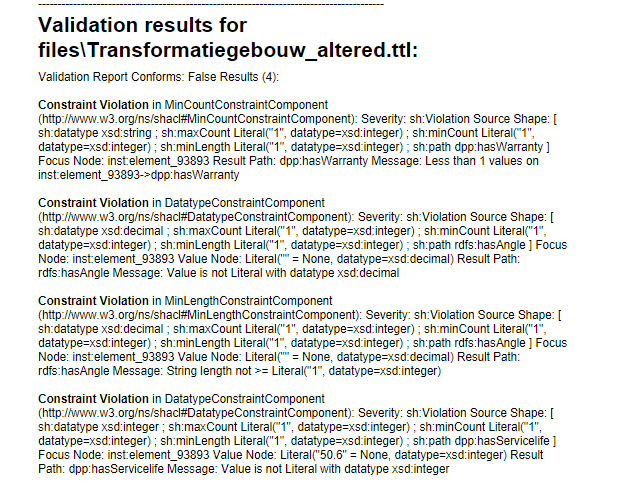 --------------------------------------------------------------------------------------
Validation results for
files\Transformatiegebouw_altered.ttl:
Validation Report Conforms: False Results (4):
Constraint Violation in MinCountConstraintComponent
(http://www.w3.org/ns/shacl#MinCountConstraintComponent): Severity: sh:Violation Source Shape: [
sh:datatype xsd:string ; sh:maxCount Literal("1", datatype=xsd:integer) ; sh:minCount Literal("1",
datatype=xsd:integer) ; sh:minLength Literal("1", datatype=xsd:integer) ; sh:path dpp:hasWarranty ]
Focus Node: inst:element_93893 Result Path: dpp:hasWarranty Message: Less than 1 values on
inst:element_93893->dpp:hasWarranty
Constraint Violation in DatatypeConstraintComponent
(http://www.w3.org/ns/shacl#DatatypeConstraintComponent): Severity: sh:Violation Source Shape: [
sh:datatype xsd:decimal ; sh:maxCount Literal("1", datatype=xsd:integer) ; sh:minCount Literal("1",
datatype=xsd:integer) ; sh:minLength Literal("1", datatype=xsd:integer) ; sh:path rdfs:hasAngle ] Focus
Node: inst:element_93893 Value Node: Literal("" = None, datatype=xsd:decimal) Result Path:
rdfs:hasAngle Message: Value is not Literal with datatype xsd:decimal
Constraint Violation in MinLengthConstraintComponent
(http://www.w3.org/ns/shacl#MinLengthConstraintComponent): Severity: sh:Violation Source Shape: [
sh:datatype xsd:decimal ; sh:maxCount Literal("1", datatype=xsd:integer) ; sh:minCount Literal("1",
datatype=xsd:integer) ; sh:minLength Literal("1", datatype=xsd:integer) ; sh:path rdfs:hasAngle ] Focus
Node: inst:element_93893 Value Node: Literal("" = None, datatype=xsd:decimal) Result Path:
rdfs:hasAngle Message: String length not >= Literal("1", datatype=xsd:integer)
Constraint Violation in DatatypeConstraintComponent
(http://www.w3.org/ns/shacl#DatatypeConstraintComponent): Severity: sh:Violation Source Shape: [
sh:datatype xsd:integer ; sh:maxCount Literal("1", datatype=xsd:integer) ; sh:minCount Literal("1",
datatype=xsd:integer) ; sh:minLength Literal("1", datatype=xsd:integer) ; sh:path dpp:hasServicelife ]
Focus Node: inst:element_93893 Value Node: Literal("50.6" = None, datatype=xsd:integer) Result
Path: dpp:hasServicelife Message: Value is not Literal with datatype xsd:integer